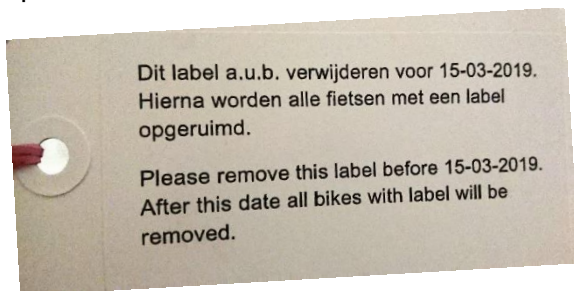 Dit label a.u.b. verwijderen voor 15-03-2019.
Hierna worden alle fietsen met een label
opgeruimd.
Please remove this label before 15-03-2019.
After this date all bikes with label will be
removed.